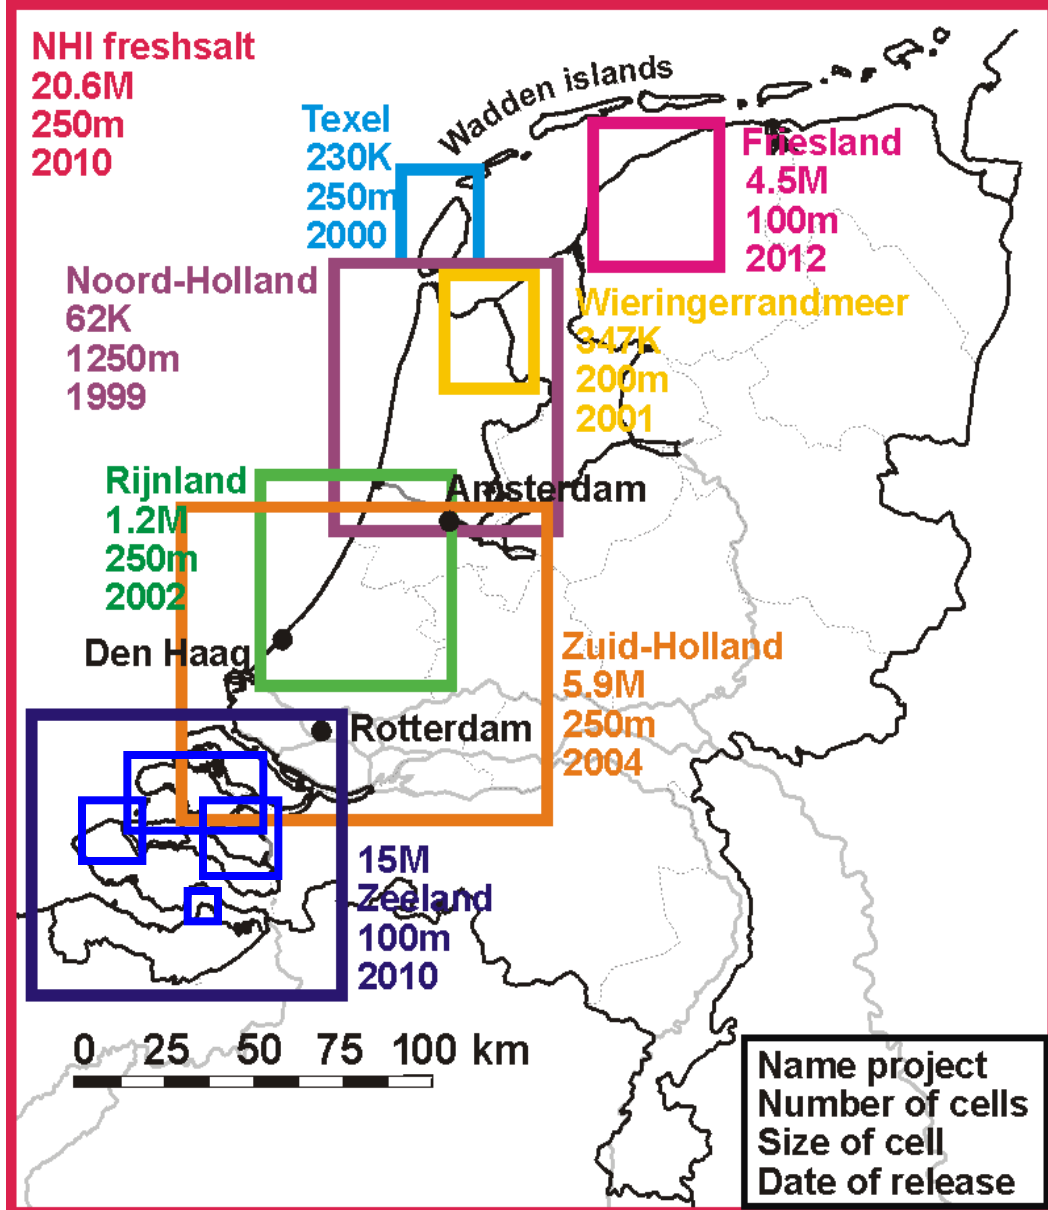 NHI freshsalt
20.6M
250m
2010
Wadden islands
Texel
230K
250m
2000
Friesland
4.5M
100m
2012
Noord-Holland
62K
1250m
1999
Wieringerrandmeer
347K
200m
2001
Rijnland
1.2M
250m
2002
Amsterdam
Den Haag
Zuid-Holland
5.9M
250m
2004
Rotterdam
15M
Zeeland
100m
2010
0 25 50 75 100 km
Name project
Number of cells
Size of cell
Date of release